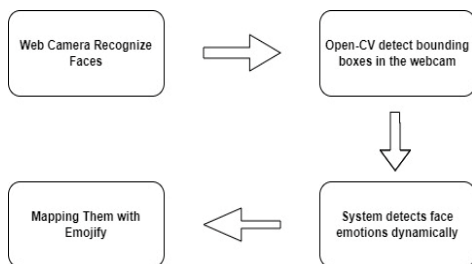 Web Camera Recognize
Faces
Open-CV detect bounding
boxes in the webcam
System detects face
emotions dynamically
Mapping Them with
Emojify